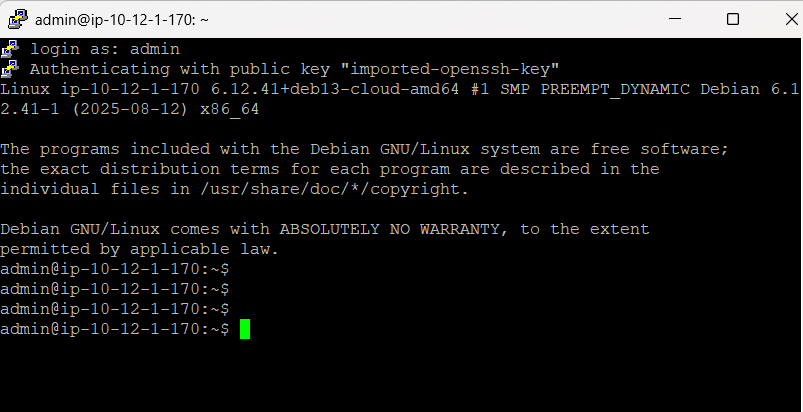 admin@ip-10-12-1-170: ~
login as: admin
Authenticating with public key "imported-openssh-key"
Linux ip-10-12-1-170 6.12.41+deb13-cloud-amd64 #1 SMP PREEMPT_DYNAMIC Debian 6.1
2.41-1 (2025-08-12) x86_64
The programs included with the Debian GNU/Linux system are free software;
the exact distribution terms for each program are described in the
individual files in /usr/share/doc/*/copyright.
Debian GNU/Linux comes with ABSOLUTELY NO WARRANTY, to the extent
permitted by applicable law.
admin@ip-10-12-1-170:~$
admin@ip-10-12-1-170:~$
admin@ip-10-12-1-170:~$
admin@ip-10-12-1-170:~$